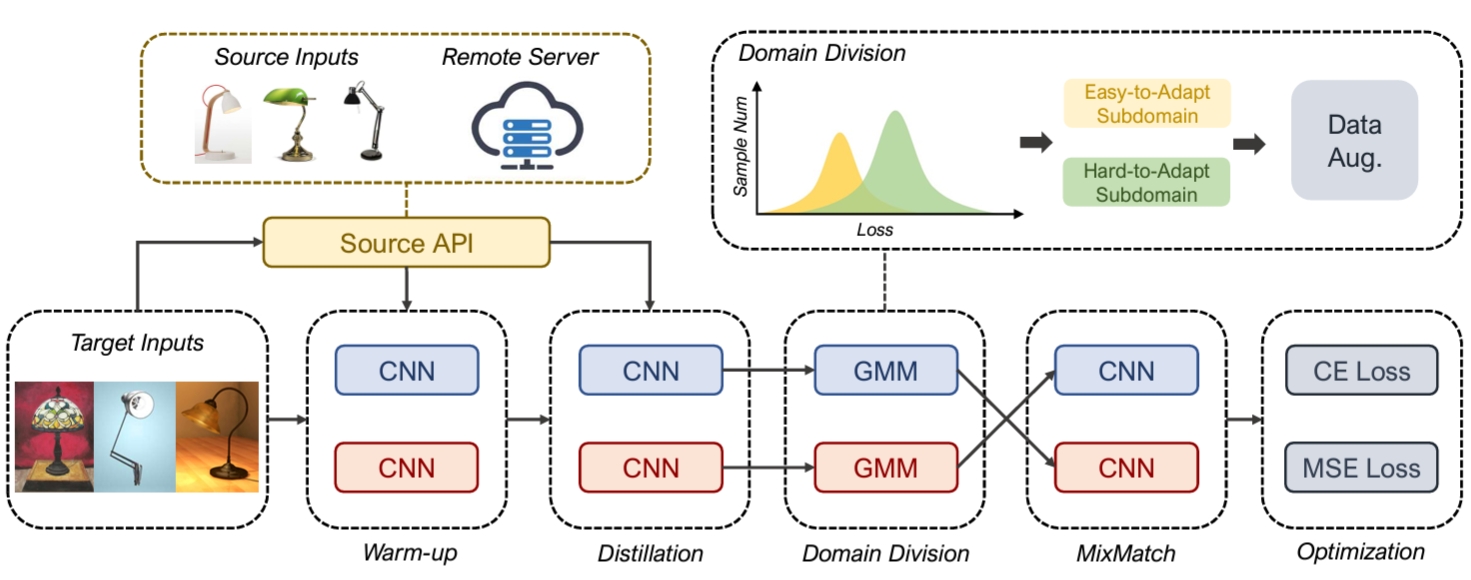 Source Inputs
Remote Server
Domain Division
Sample Num
Loss
Easy-to-Adapt
Subdomain
Hard-to-Adapt
Subdomain
Data
Aug.
Source API
Target Inputs
CNN
CNN
GMM
CNN
CE Loss
CNN
CNN
GMM
CNN
MSE Loss
Warm-up
Distillation
Domain Division
MixMatch
Optimization